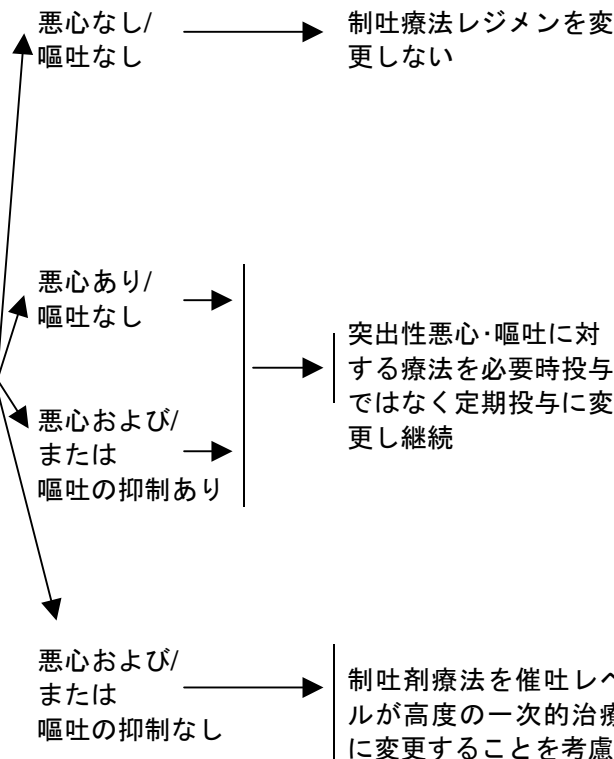 悪心なし/
嘔吐なし
制吐療法レジメンを変
更しない
悪心あり/
嘔吐なし
悪心および/
または
嘔吐の抑制あり
突出性悪心･嘔吐に対
する療法を必要時投与
ではなく定期投与に変
更し継続
悪心および/
または
嘔吐の抑制なし
制吐剤療法を催吐レベ
ルが高度の一次的治療
に変更することを考慮